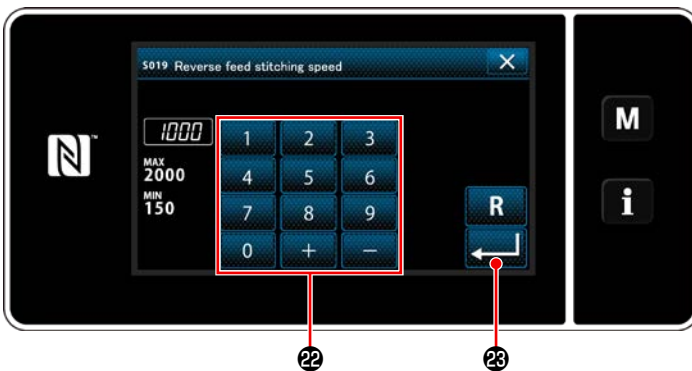 S019 Reverse feed stitching speed
1000
MAX
2000
MIN
150
1 2 3
4 5 6
7 8 9
0 + −
R
M
i
N
㉒ ㉓